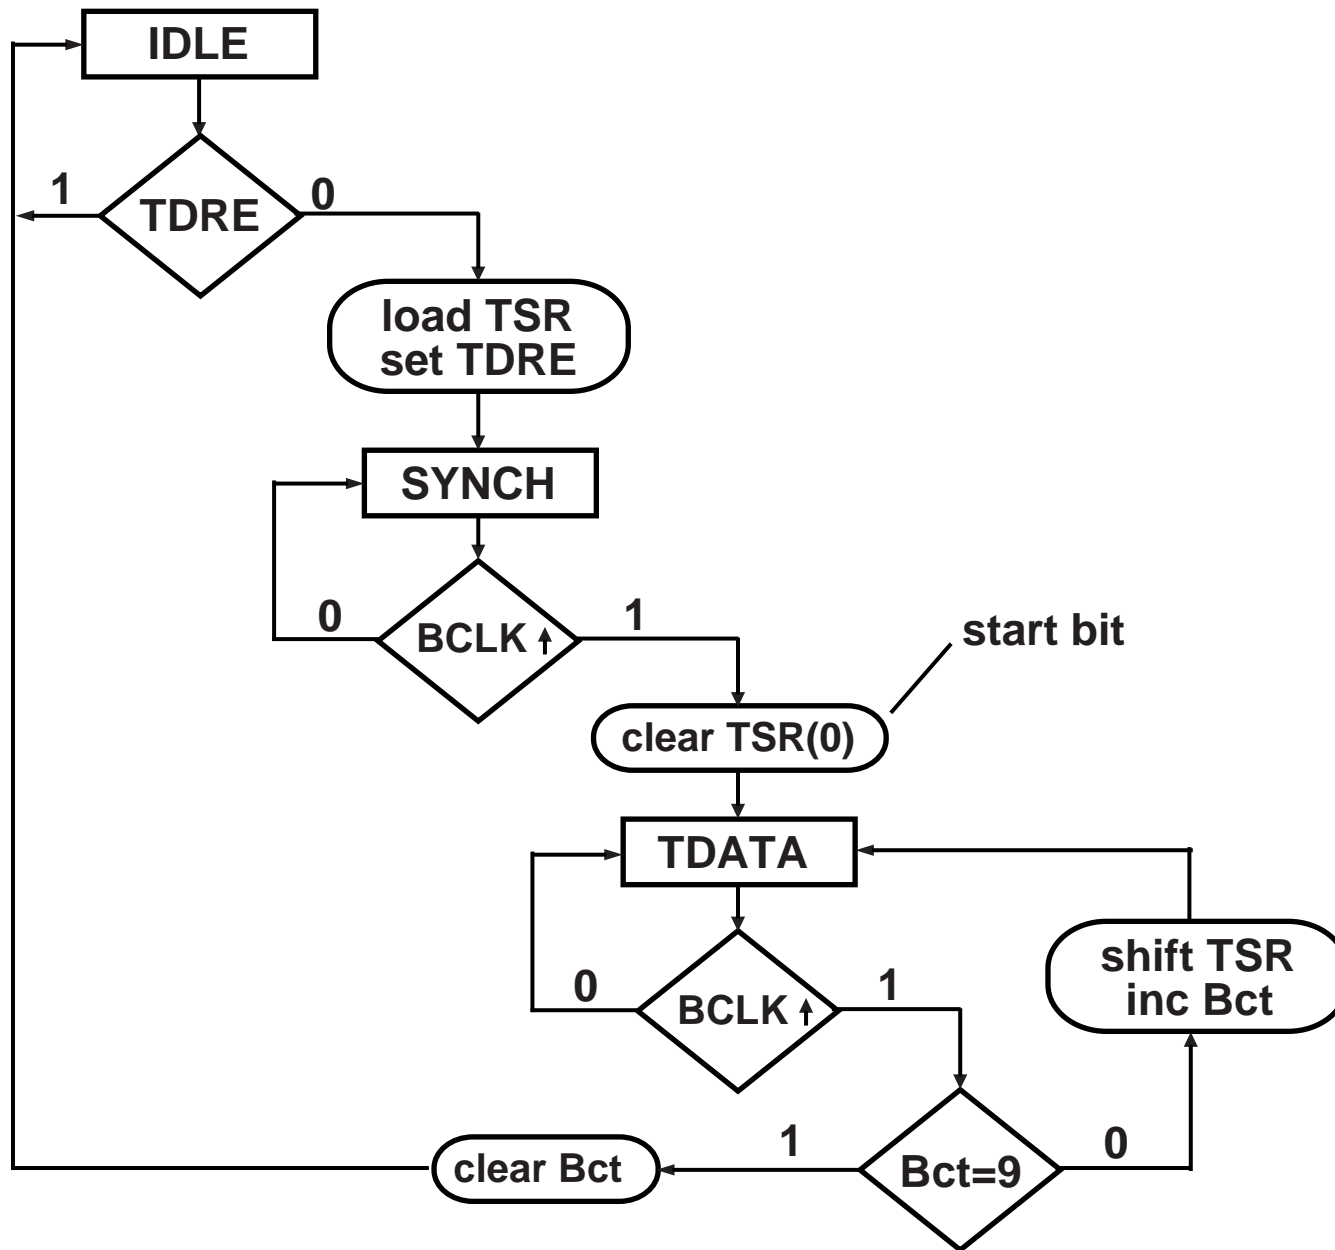 IDLE
1
TDRE
0
load TSR
set TDRE
SYNCH
0
BCLK
1
start bit
clear TSR(0)
TDATA
0
BCLK
1
shift TSR
inc Bct
clear Bct
1
Bct=9
0